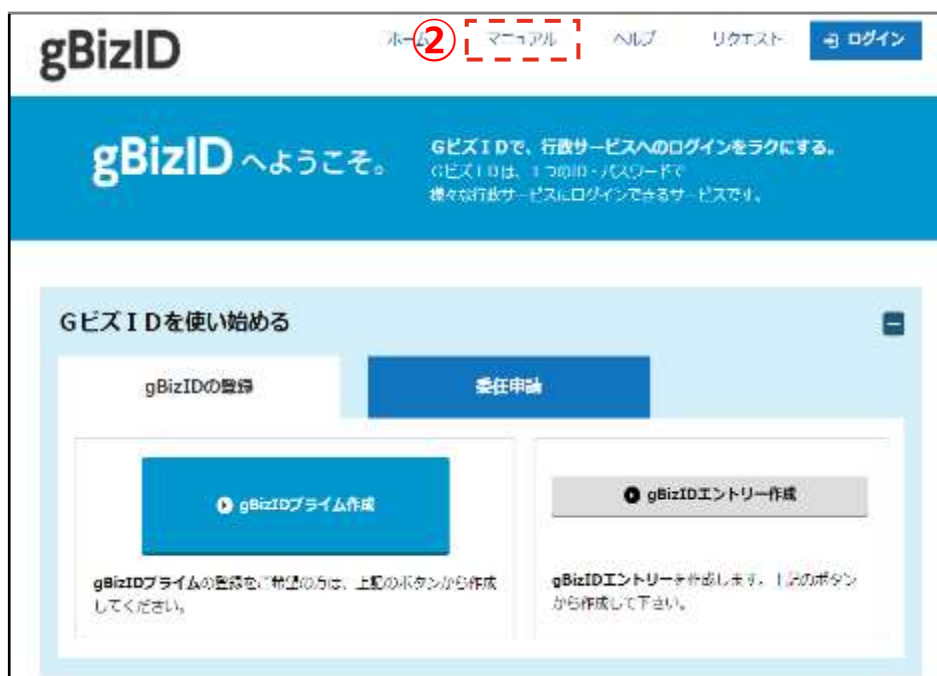 gBizID
ホーム ② マニュアル ヘルプ リクエスト ログイン
gBizID へようこそ。
GビズIDで、行政サービスへのログインをラクにする。
GビズIDは、1つのID・パスワードで
様々な行政サービスにログインできるサービスです。
GビズIDを使い始める
gBizIDの登録
委任申請
gBizIDプライム作成
gBizIDプライムの登録をご希望の方は、上記のボタンから作成
してください。
gBizIDエントリー作成
gBizIDエントリーを作成します。上記のボタン
から作成して下さい。